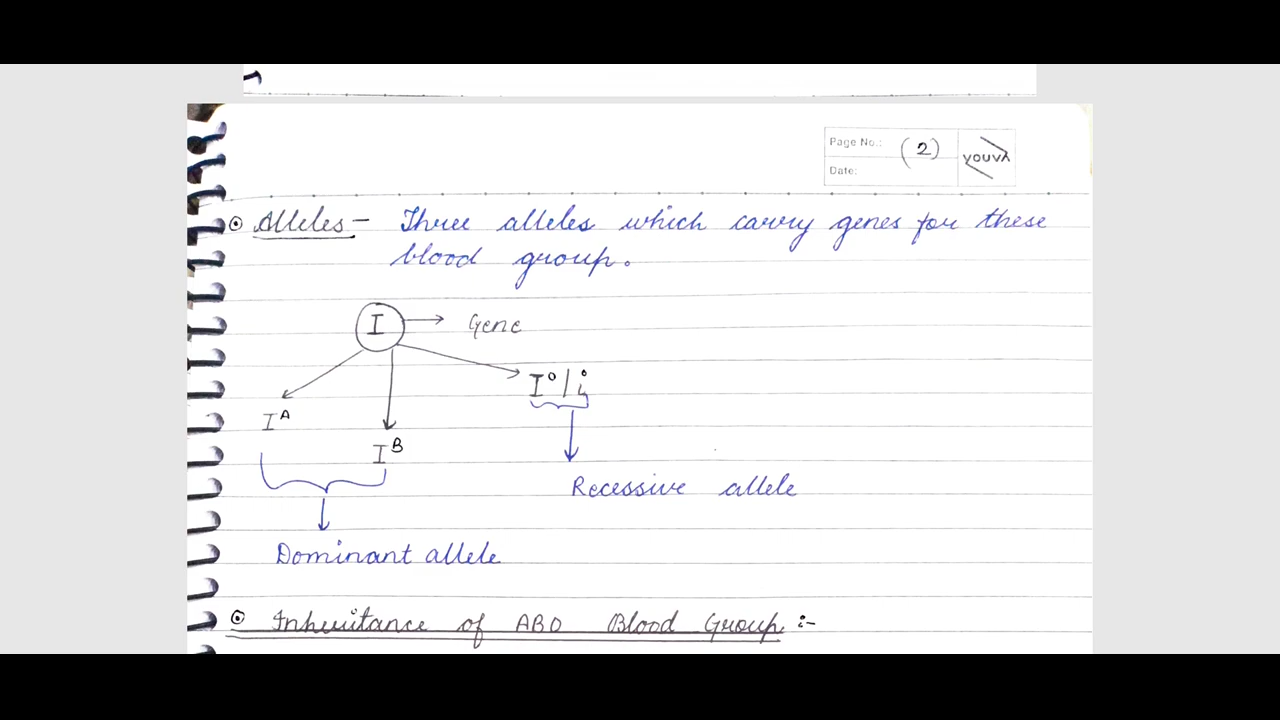 Page No.: (2)
YOUVA
Date:
Alleles - Three alleles which carry genes for these
blood group.
I → Gene
I^o / i
I^A
I^B
Recessive allele
Dominant allele
Inheritance of ABO Blood Group :-